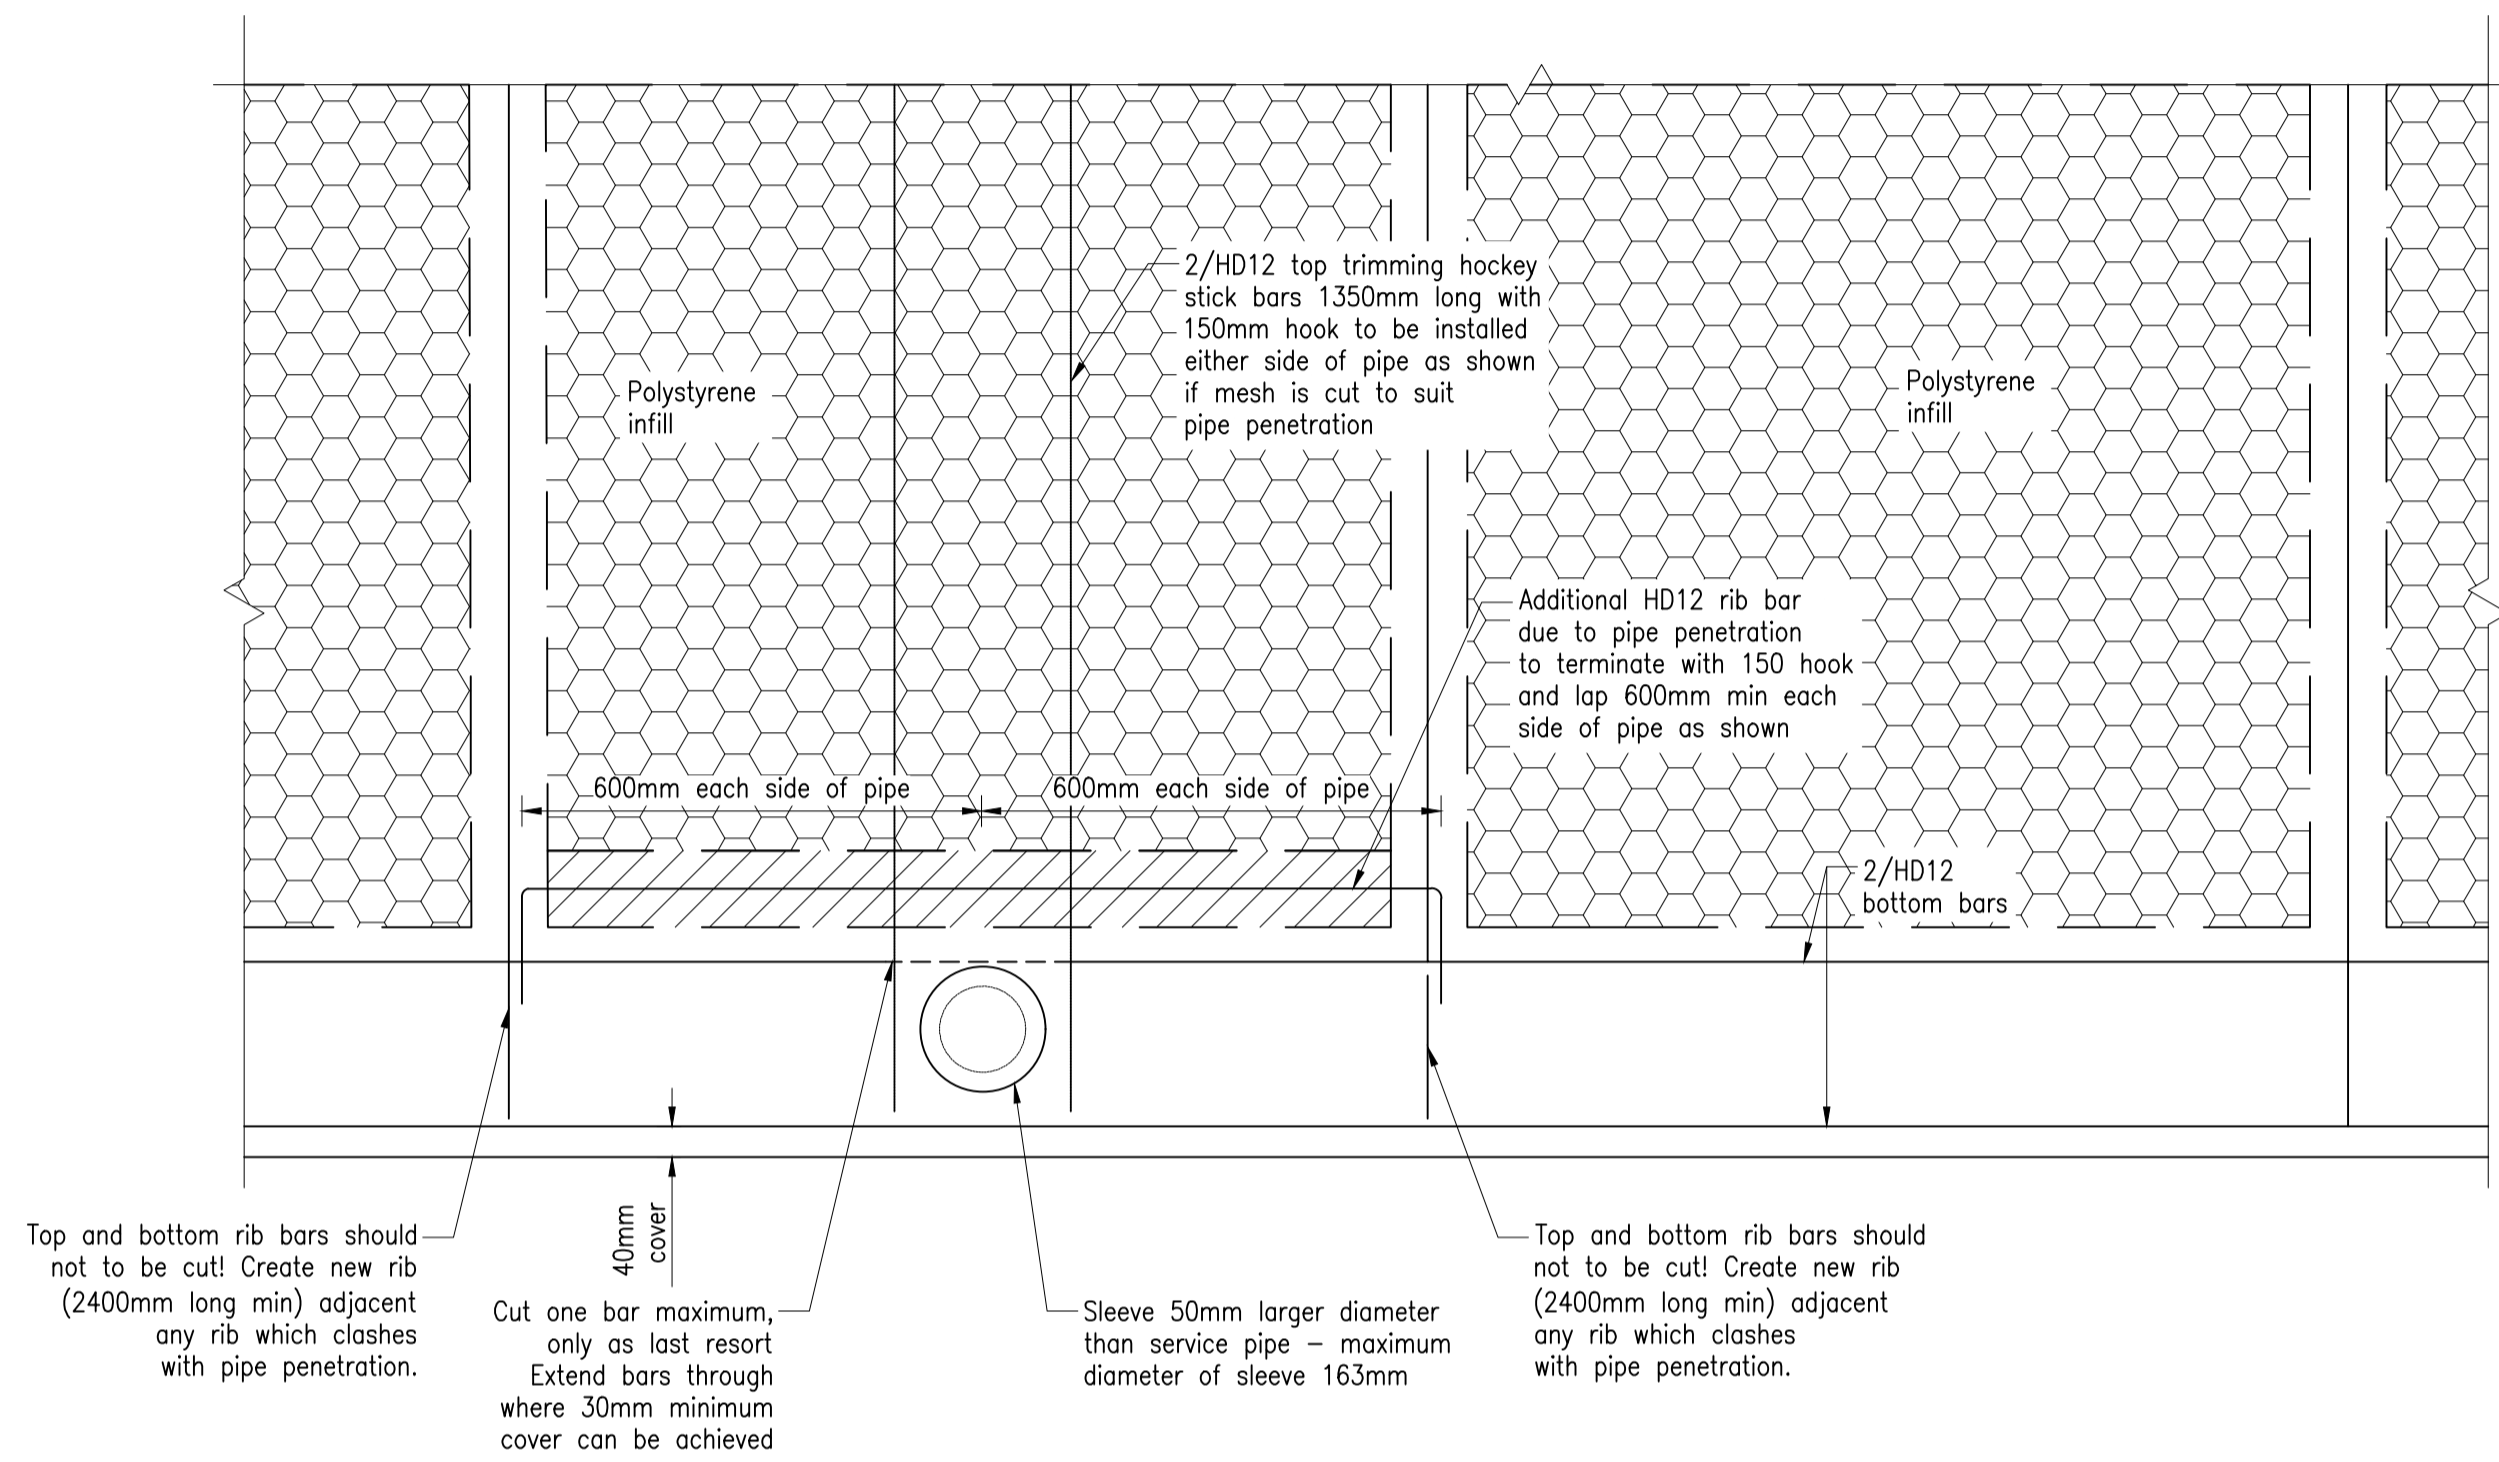 2/HD12 top trimming hockey
stick bars 1350mm long with
150mm hook to be installed
either side of pipe as shown
if mesh is cut to suit
pipe penetration
Polystyrene
infill
Polystyrene
infill
Additional HD12 rib bar
due to pipe penetration
to terminate with 150 hook
and lap 600mm min each
side of pipe as shown
600mm each side of pipe
600mm each side of pipe
2/HD12
bottom bars
40mm
cover
Top and bottom rib bars should
not to be cut! Create new rib
(2400mm long min) adjacent
any rib which clashes
with pipe penetration.
Cut one bar maximum,
only as last resort
Extend bars through
where 30mm minimum
cover can be achieved
Sleeve 50mm larger diameter
than service pipe – maximum
diameter of sleeve 163mm
Top and bottom rib bars should
not to be cut! Create new rib
(2400mm long min) adjacent
any rib which clashes
with pipe penetration.